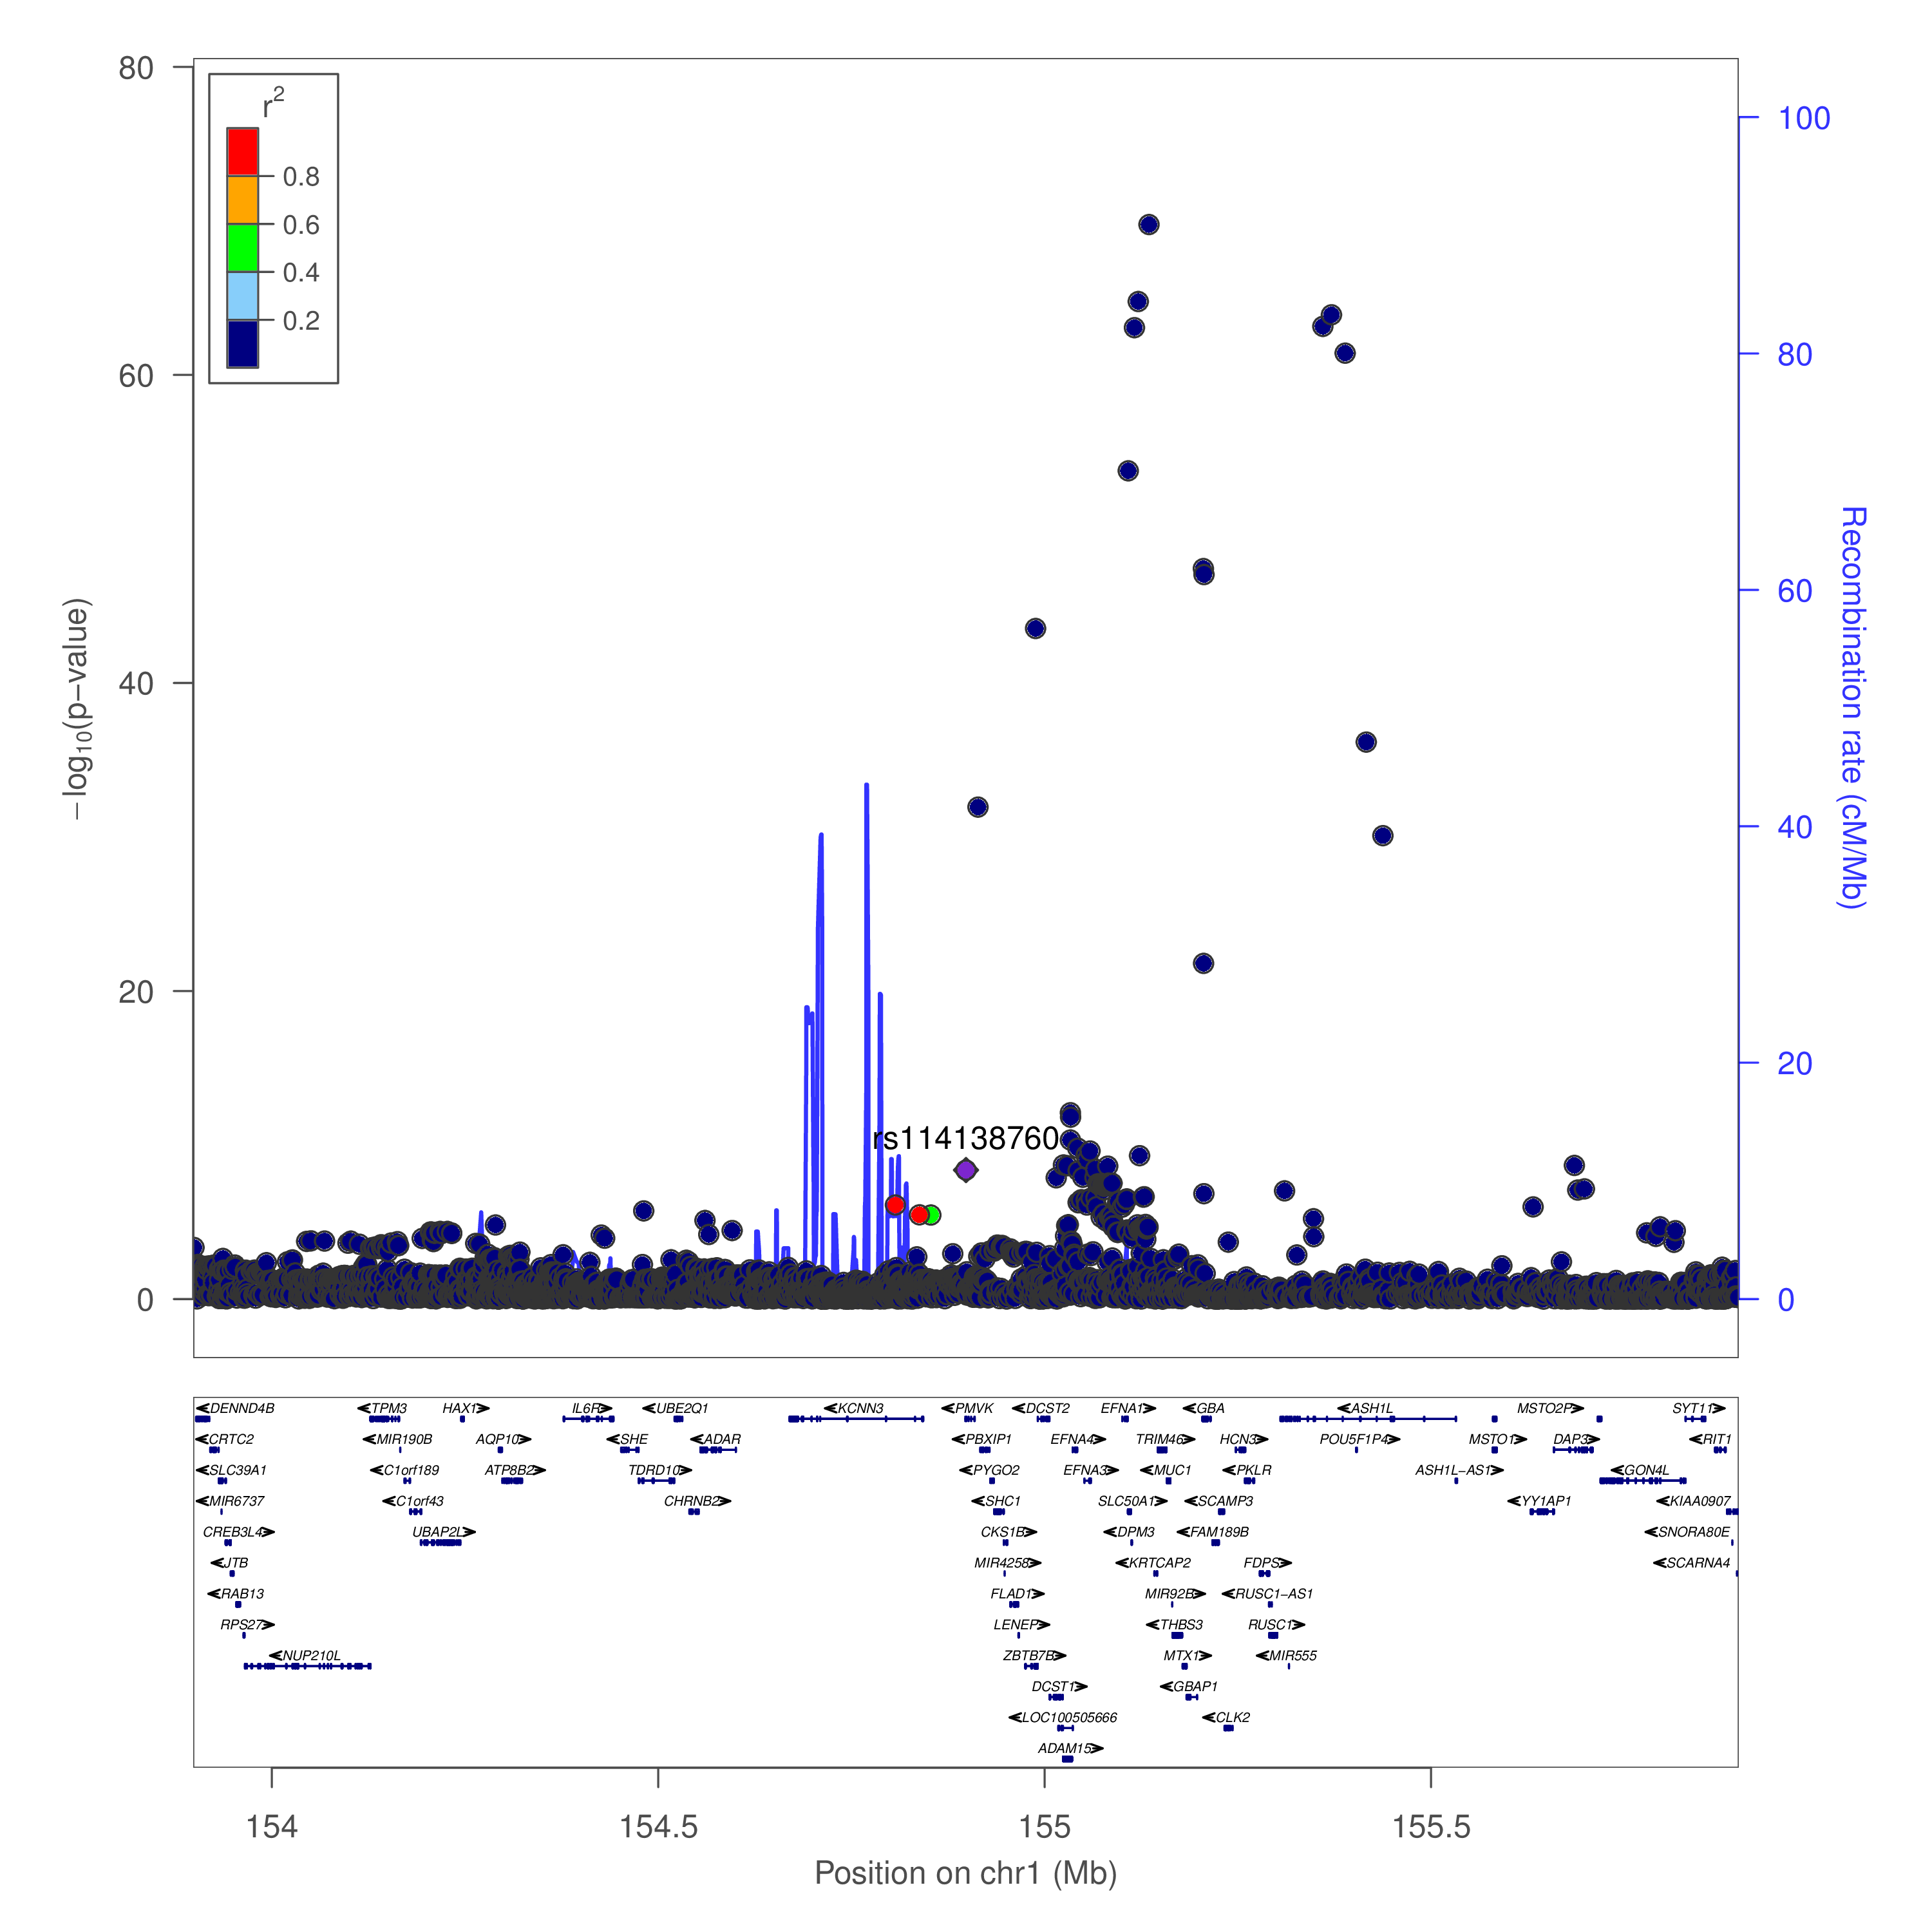 80
60
40
20
0
−log10(p−value)
r2
0.8
0.6
0.4
0.2
100
80
60
40
20
0
Recombination rate (cM/Mb)
rs114138760
DENND4B TPM3 HAX1 IL6R UBE2Q1 KCNN3 PMVK DCST2 EFNA1 GBA ASH1L MSTO2P SYT11
CRTC2 MIR190B AQP10 SHE ADAR PBXIP1 EFNA4 TRIM46 HCN3 POU5F1P4 MSTO1 DAP3 RIT1
SLC39A1 C1orf189 ATP8B2 TDRD10 PYGO2 EFNA3 MUC1 PKLR ASH1L−AS1 GON4L
MIR6737 C1orf43 CHRNB2 SHC1 SLC50A1 SCAMP3 YY1AP1 KIAA0907
CREB3L4 UBAP2L CKS1B DPM3 FAM189B SNORA80E
JTB MIR4258 KRTCAP2 FDPS SCARNA4
RAB13 FLAD1 MIR92B RUSC1−AS1
RPS27 LENEP THBS3 RUSC1
NUP210L ZBTB7B MTX1 MIR555
DCST1 GBAP1
LOC100505666 CLK2
ADAM15
154 154.5 155 155.5
Position on chr1 (Mb)